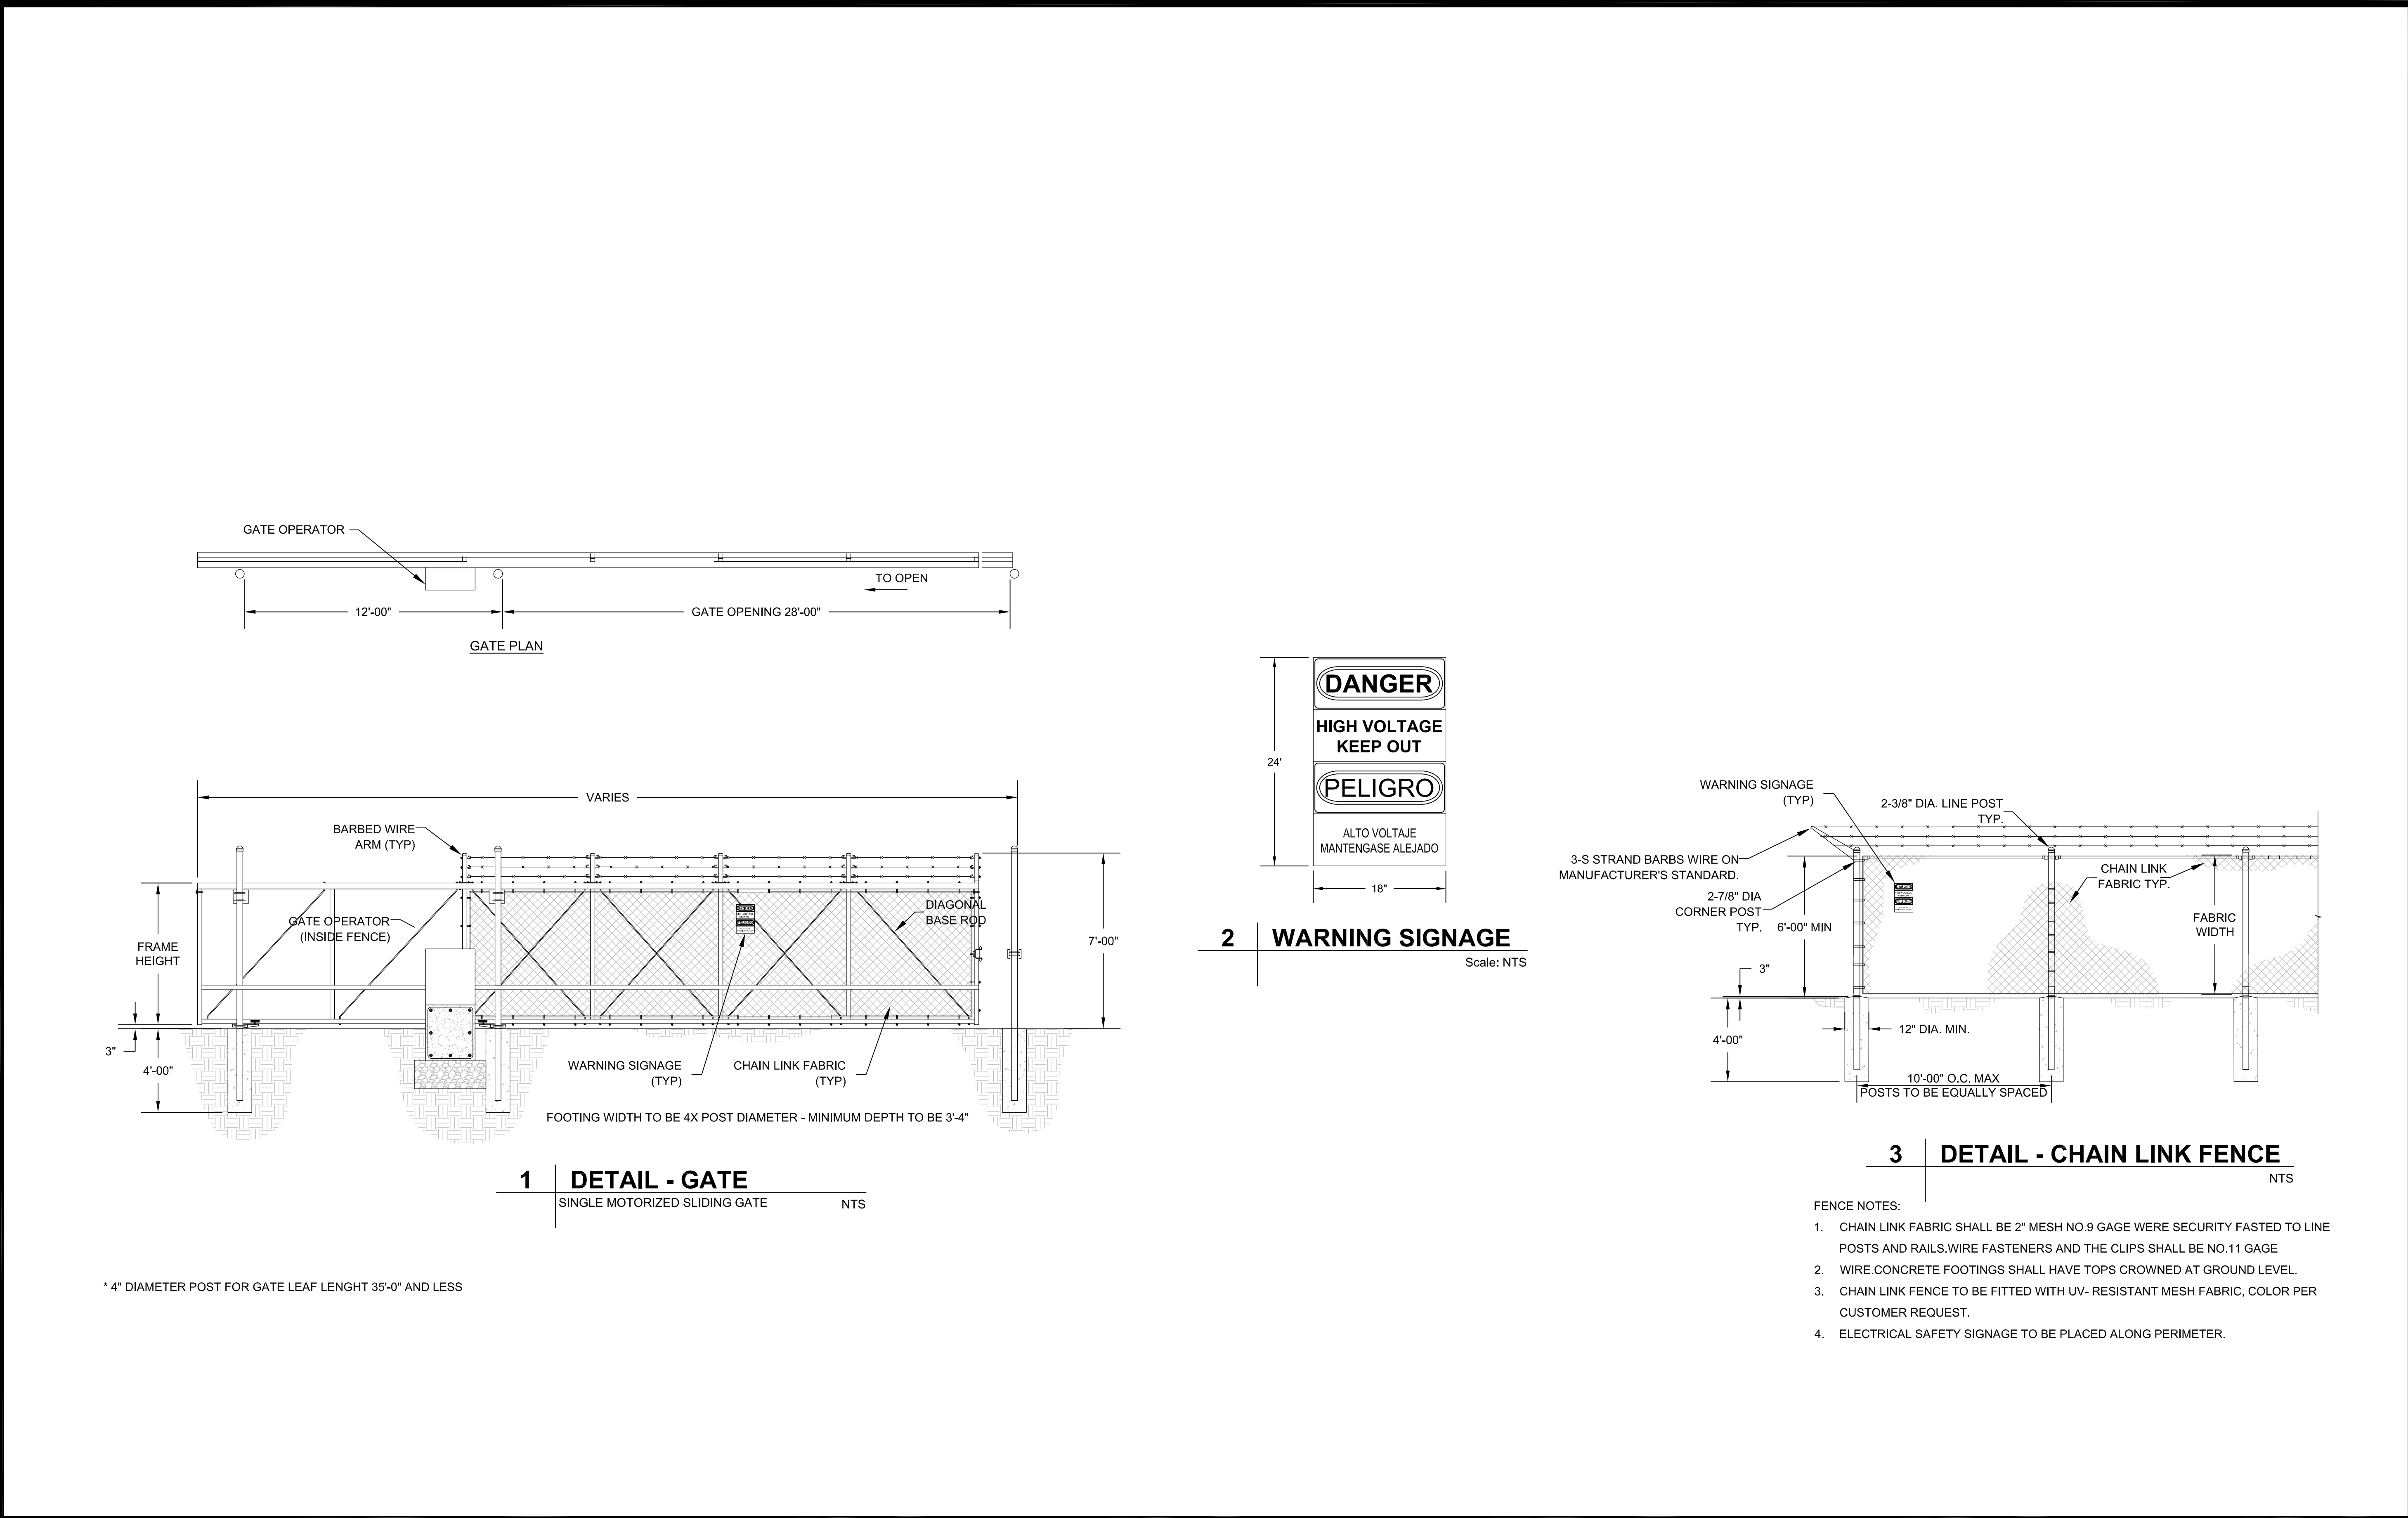 GATE OPERATOR
TO OPEN
12'-00"
GATE OPENING 28'-00"
GATE PLAN
VARIES
BARBED WIRE
ARM (TYP)
GATE OPERATOR
(INSIDE FENCE)
DIAGONAL
BASE ROD
FRAME
HEIGHT
7'-00"
3"
4'-00"
WARNING SIGNAGE
(TYP)
CHAIN LINK FABRIC
(TYP)
FOOTING WIDTH TO BE 4X POST DIAMETER - MINIMUM DEPTH TO BE 3'-4"
1 DETAIL - GATE
SINGLE MOTORIZED SLIDING GATE NTS
* 4" DIAMETER POST FOR GATE LEAF LENGHT 35'-0" AND LESS
DANGER
HIGH VOLTAGE
KEEP OUT
24'
PELIGRO
ALTO VOLTAJE
MANTENGASE ALEJADO
18"
2 WARNING SIGNAGE
Scale: NTS
WARNING SIGNAGE
(TYP)
2-3/8" DIA. LINE POST
TYP.
3-S STRAND BARBS WIRE ON
MANUFACTURER'S STANDARD.
CHAIN LINK
FABRIC TYP.
2-7/8" DIA
CORNER POST
TYP.
6'-00" MIN
FABRIC
WIDTH
3"
12" DIA. MIN.
4'-00"
10'-00" O.C. MAX
POSTS TO BE EQUALLY SPACED
3 DETAIL - CHAIN LINK FENCE
NTS
FENCE NOTES:
1. CHAIN LINK FABRIC SHALL BE 2" MESH NO.9 GAGE WERE SECURITY FASTED TO LINE
POSTS AND RAILS.WIRE FASTENERS AND THE CLIPS SHALL BE NO.11 GAGE
2. WIRE.CONCRETE FOOTINGS SHALL HAVE TOPS CROWNED AT GROUND LEVEL.
3. CHAIN LINK FENCE TO BE FITTED WITH UV- RESISTANT MESH FABRIC, COLOR PER
CUSTOMER REQUEST.
4. ELECTRICAL SAFETY SIGNAGE TO BE PLACED ALONG PERIMETER.